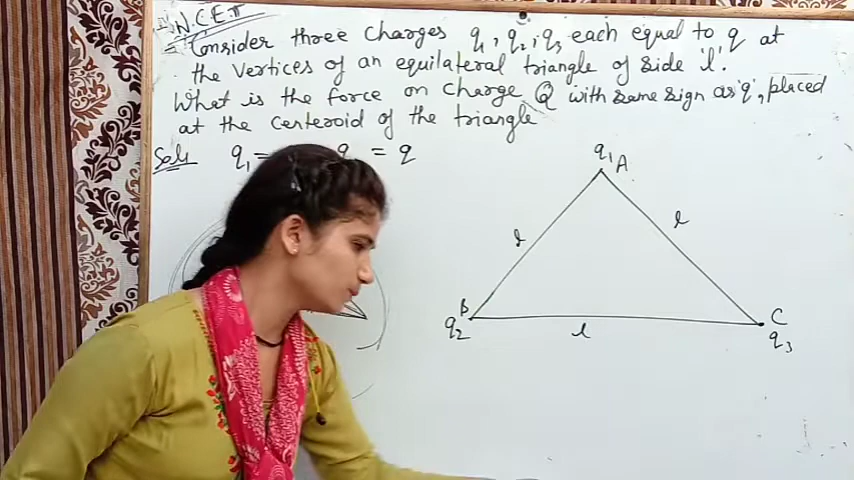 N.C.E.T
Consider three Charges q1, q2, q3 each equal to q at
the vertices of an equilateral triangle of side 'l'.
What is the force on Charge Q with same sign as 'q', placed
at the centeroid of the triangle
Sol: q1 = = q
q1 A
l l
B C
q2 l q3